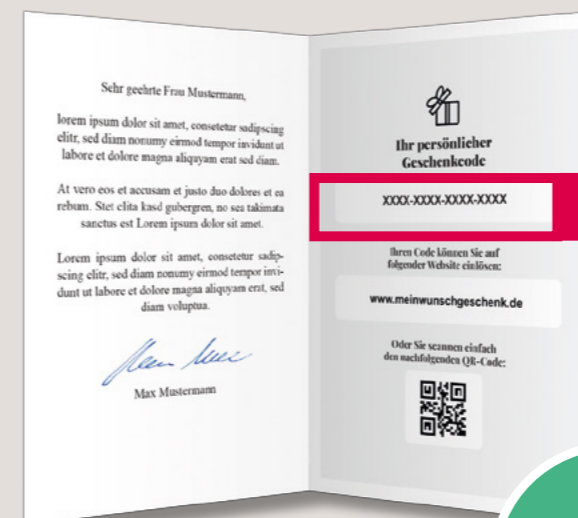 Sehr geehrte Frau Mustermann,
lorem ipsum dolor sit amet, consetetur sadipscing
elitr, sed diam nonumy eirmod tempor invidunt ut
labore et dolore magna aliquyam erat sed diam.
At vero eos et accusam et justo duo dolores et ea
rebum. Stet clita kasd gubergren, no sea takimata
sanctus est Lorem ipsum dolor sit amet.
Lorem ipsum dolor sit amet, consetetur sadip-
scing elitr, sed diam nonumy eirmod tempor invi-
dunt ut labore et dolore magna aliquyam erat, sed
diam voluptua.
Max Mustermann
Ihr persönlicher
Geschenkcode
XXXX-XXXX-XXXX-XXXX
Ihren Code können Sie auf
folgender Website einlösen:
www.meinwunschgeschenk.de
Oder Sie scannen einfach
den nachfolgenden QR-Code: